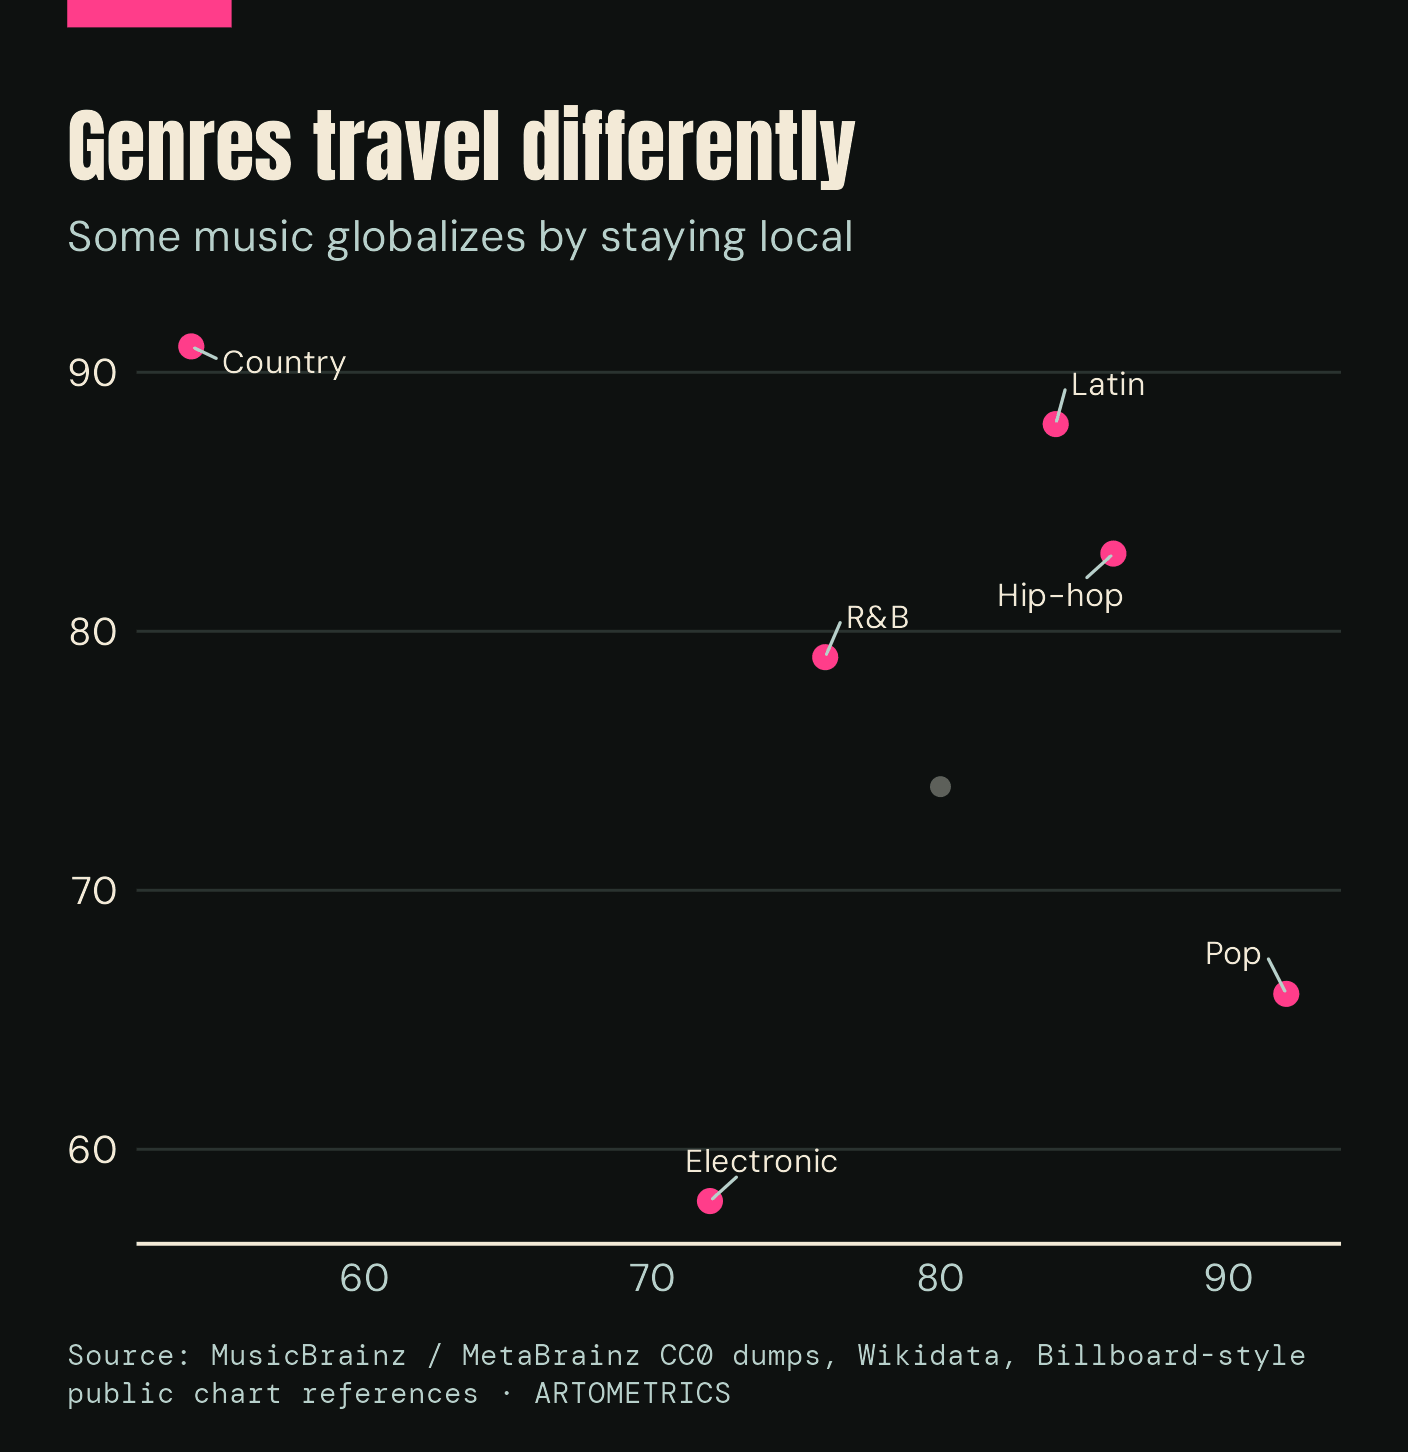 Genres travel differently
Some music globalizes by staying local
Country
90
Latin
Hip-hop
R&B
80
70
Pop
60
Electronic
60 70 80 90
Source: MusicBrainz / MetaBrainz CC0 dumps, Wikidata, Billboard-style
public chart references · ARTOMETRICS